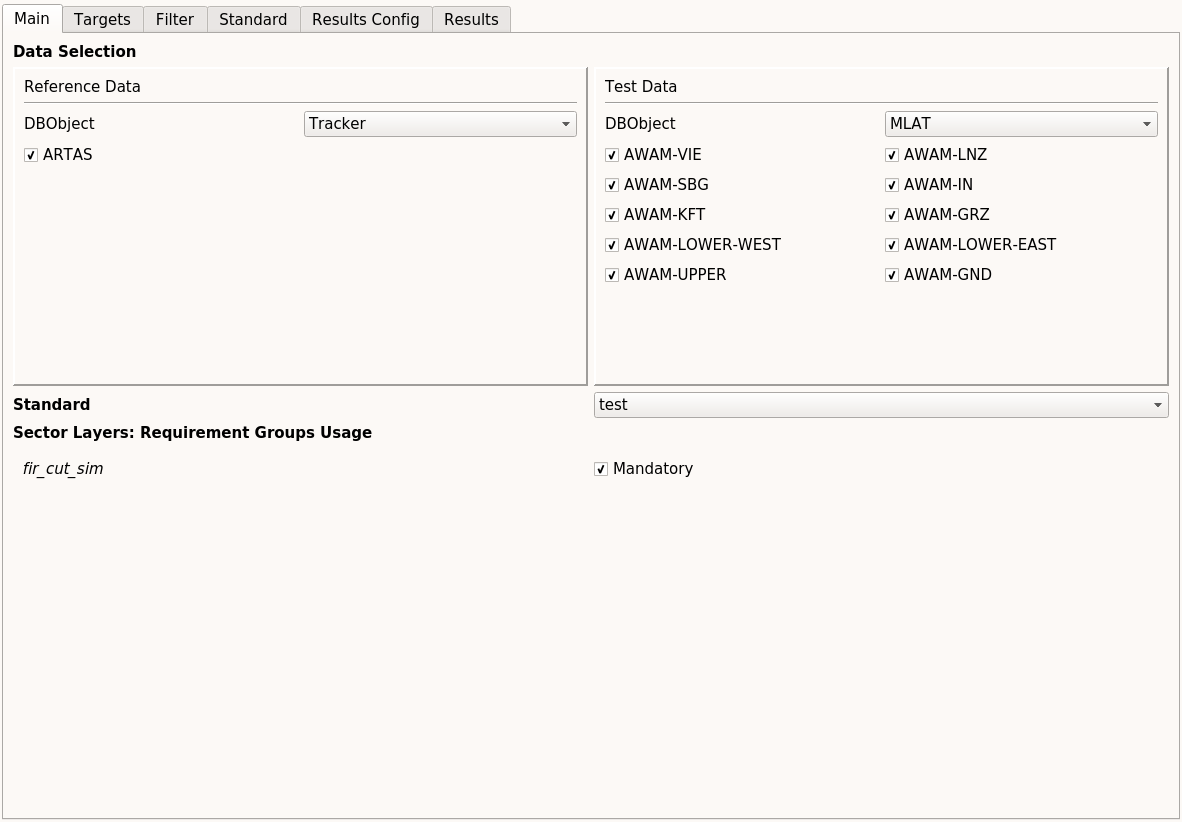 Main Targets Filter Standard Results Config Results
Data Selection
Reference Data
DBObject Tracker
ARTAS
Test Data
DBObject MLAT
AWAM-VIE AWAM-LNZ
AWAM-SBG AWAM-IN
AWAM-KFT AWAM-GRZ
AWAM-LOWER-WEST AWAM-LOWER-EAST
AWAM-UPPER AWAM-GND
Standard test
Sector Layers: Requirement Groups Usage
fir_cut_sim Mandatory